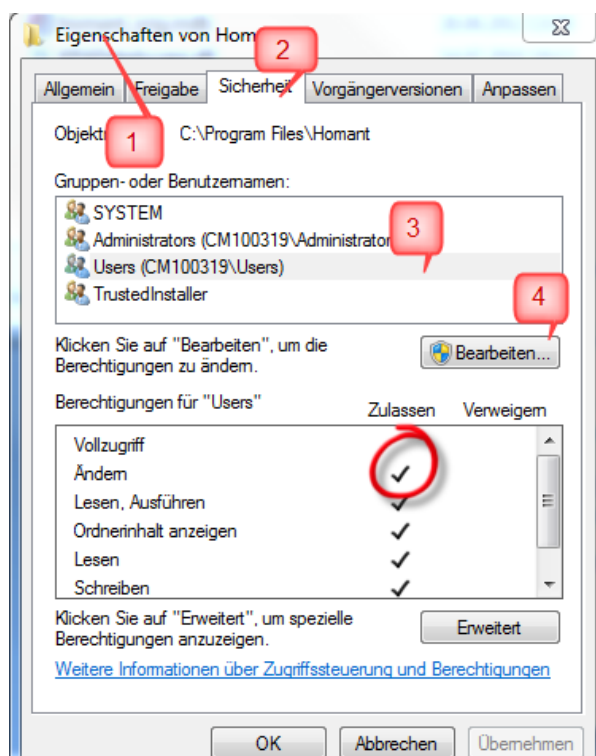 Eigenschaften von Hom
2
Allgemein Freigabe Sicherheit Vorgängerversionen Anpassen
1
C:\Program Files\Homant
Gruppen- oder Benutzernamen:
SYSTEM
Administrators (CM100319\Administrator
3
Users (CM100319\Users)
TrustedInstaller
4
Klicken Sie auf "Bearbeiten", um die
Berechtigungen zu ändern.
Bearbeiten...
Berechtigungen für "Users"
Zulassen Verweigern
Vollzugriff
Ändern
Lesen, Ausführen
Ordnerinhalt anzeigen
Lesen
Schreiben
Klicken Sie auf "Erweitert", um spezielle
Berechtigungen anzuzeigen.
Erweitert
Weitere Informationen über Zugriffssteuerung und Berechtigungen
OK Abbrechen Übernehmen